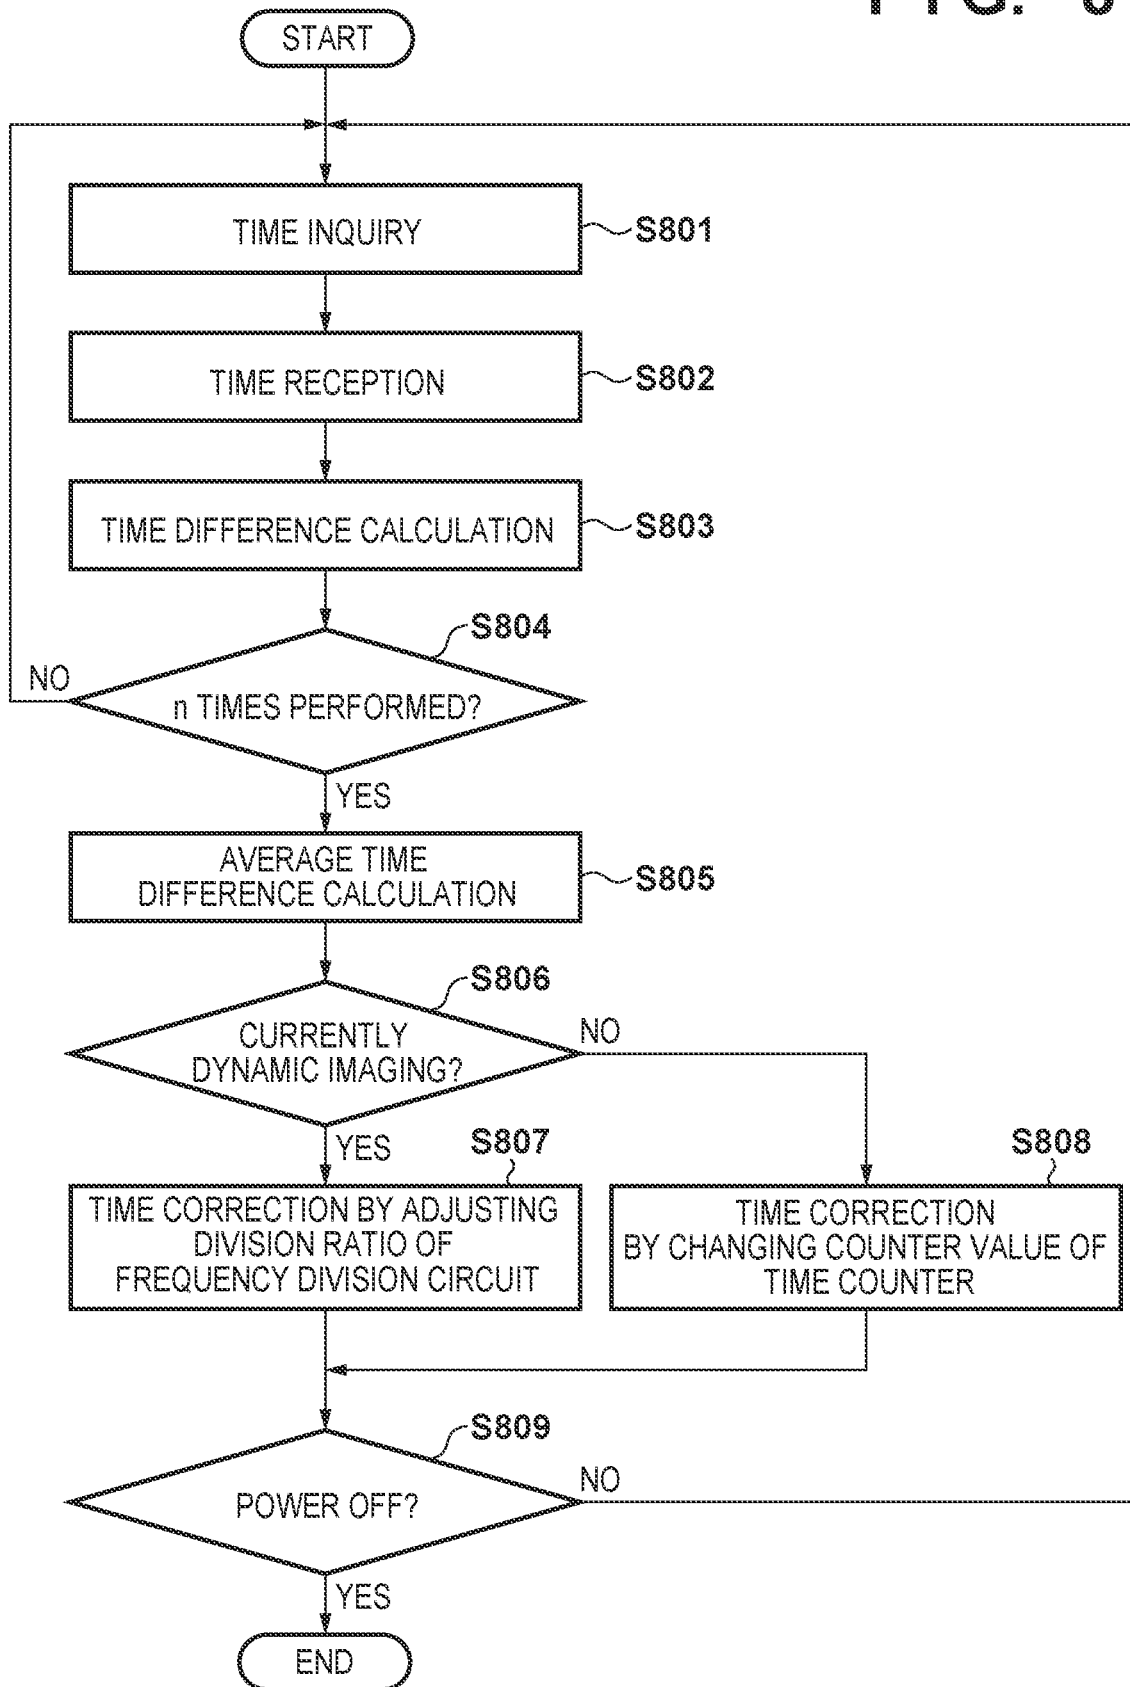 FIG. 8
START
TIME INQUIRY
S801
TIME RECEPTION
S802
TIME DIFFERENCE CALCULATION
S803
S804
NO
n TIMES PERFORMED?
YES
AVERAGE TIME
DIFFERENCE CALCULATION
S805
S806
CURRENTLY
DYNAMIC IMAGING?
NO
YES
S807
S808
TIME CORRECTION BY ADJUSTING
DIVISION RATIO OF
FREQUENCY DIVISION CIRCUIT
TIME CORRECTION
BY CHANGING COUNTER VALUE OF
TIME COUNTER
S809
POWER OFF?
NO
YES
END